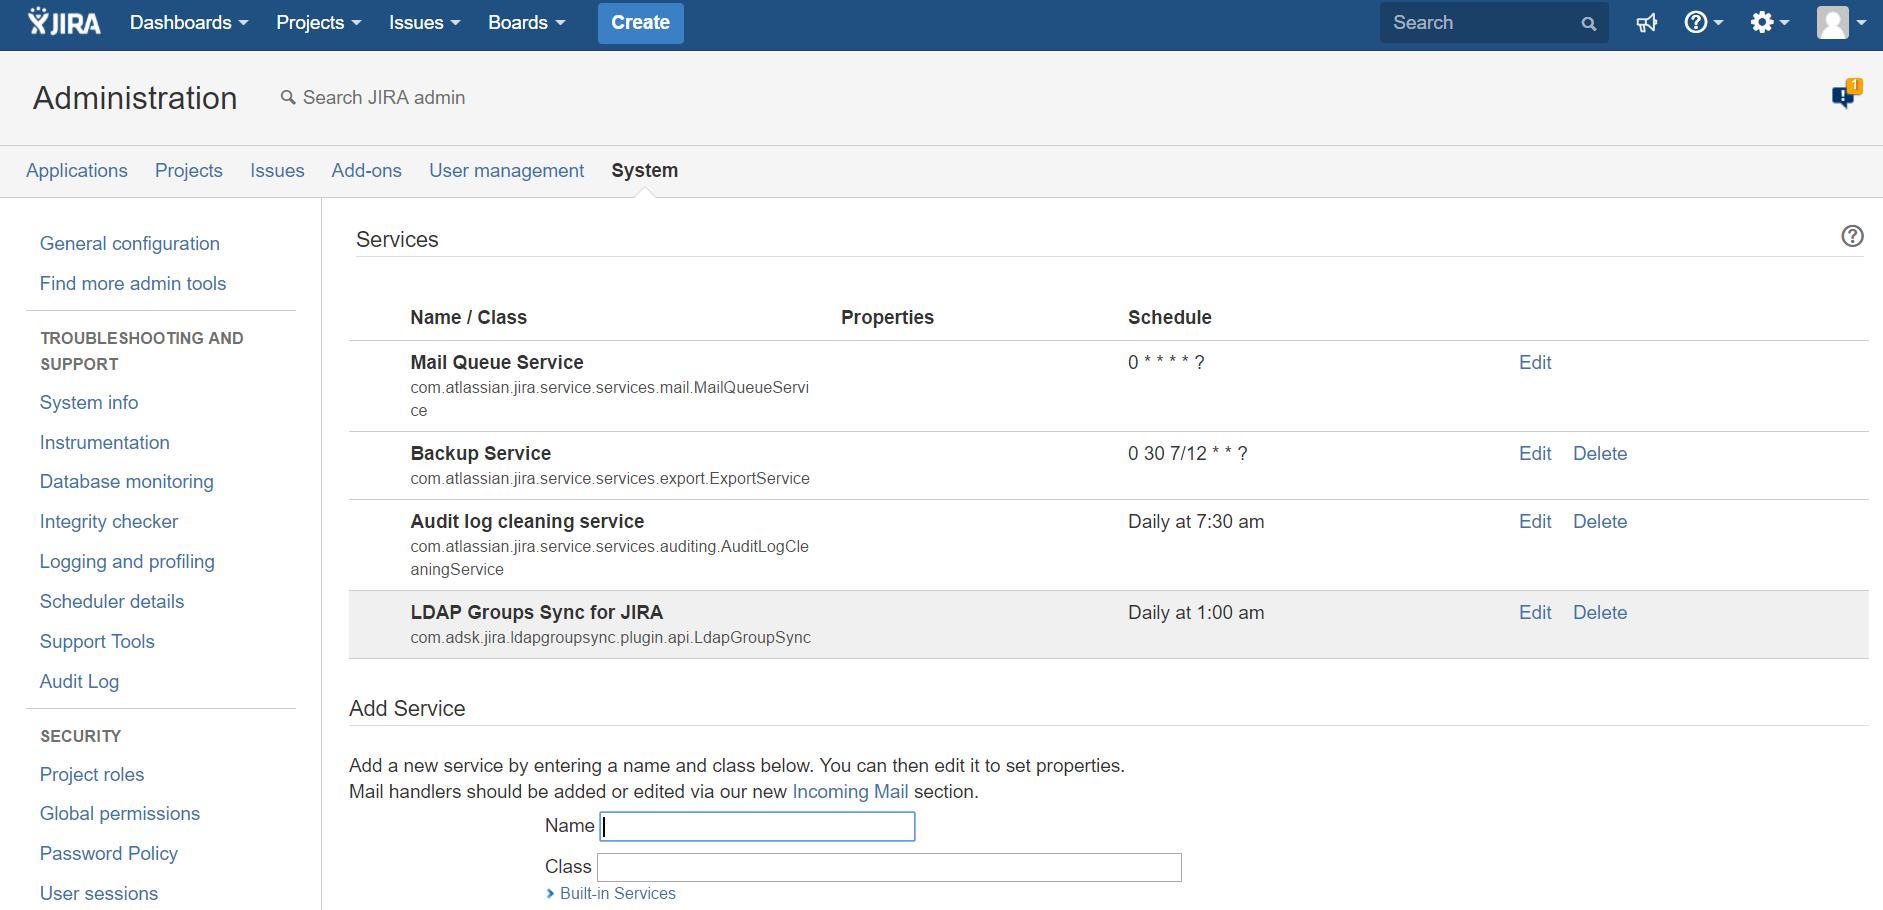 JIRA Dashboards Projects Issues Boards Create Search
Administration Search JIRA admin
1
Applications Projects Issues Add-ons User management System
General configuration
Find more admin tools
TROUBLESHOOTING AND
SUPPORT
System info
Instrumentation
Database monitoring
Integrity checker
Logging and profiling
Scheduler details
Support Tools
Audit Log
SECURITY
Project roles
Global permissions
Password Policy
User sessions
Services
Name / Class Properties Schedule
Mail Queue Service 0 * * * * ? Edit
com.atlassian.jira.service.services.mail.MailQueueServi
ce
Backup Service 0 30 7/12 * * ? Edit Delete
com.atlassian.jira.service.services.export.ExportService
Audit log cleaning service Daily at 7:30 am Edit Delete
com.atlassian.jira.service.services.auditing.AuditLogCle
aningService
LDAP Groups Sync for JIRA Daily at 1:00 am Edit Delete
com.adsk.jira.ldapgroupsync.plugin.api.LdapGroupSync
Add Service
Add a new service by entering a name and class below. You can then edit it to set properties.
Mail handlers should be added or edited via our new Incoming Mail section.
Name
Class
Built-in Services